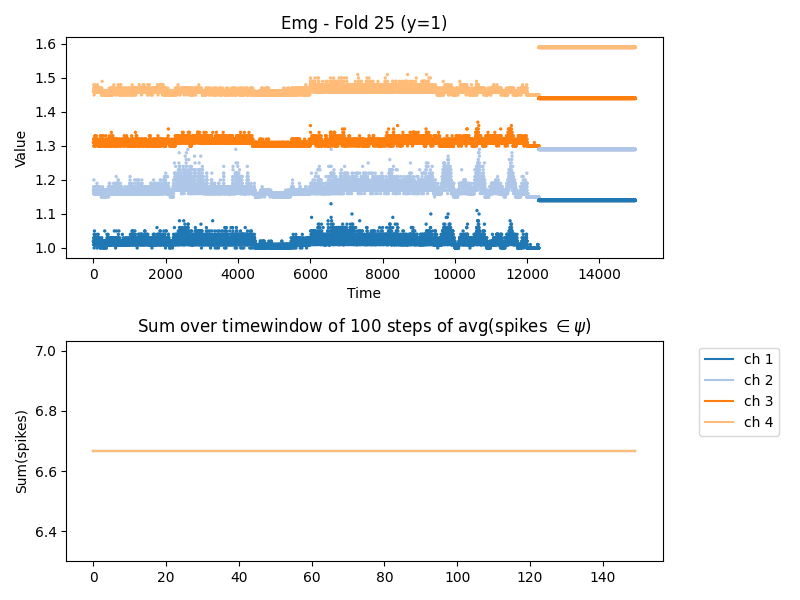 Emg - Fold 25 (y=1)
1.6
1.5
1.4
1.3
1.2
1.1
1.0
Value
0 2000 4000 6000 8000 10000 12000 14000
Time
Sum over timewindow of 100 steps of avg(spikes ∈ ψ)
7.0
6.8
6.6
6.4
Sum(spikes)
0 20 40 60 80 100 120 140
ch 1
ch 2
ch 3
ch 4